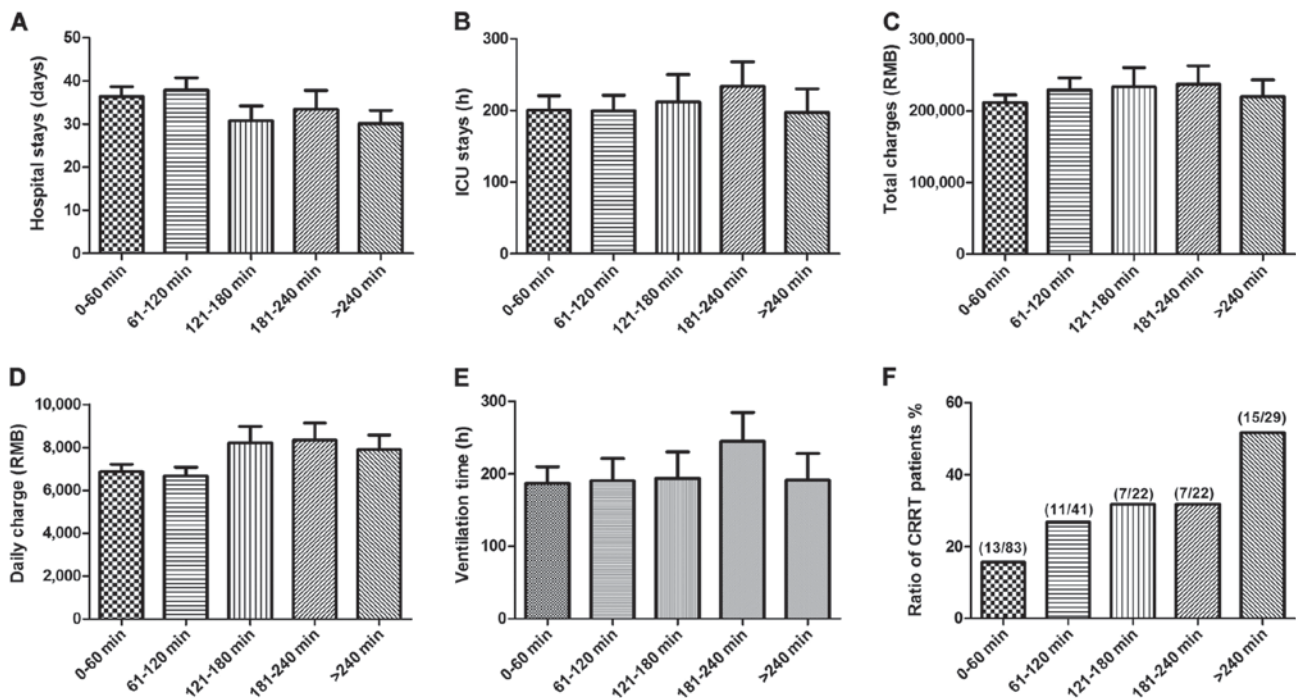 A
Hospital stays (days)
50
40
30
20
10
0
0-60 min
61-120 min
121-180 min
181-240 min
>240 min
B
ICU stays (h)
300
200
100
0
0-60 min
61-120 min
121-180 min
181-240 min
>240 min
C
Total charges (RMB)
300,000
200,000
100,000
0
0-60 min
61-120 min
121-180 min
181-240 min
>240 min
D
Daily charge (RMB)
10,000
8,000
6,000
4,000
2,000
0
0-60 min
61-120 min
121-180 min
181-240 min
>240 min
E
Ventilation time (h)
300
200
100
0
0-60 min
61-120 min
121-180 min
181-240 min
>240 min
F
Ratio of CRRT patients %
60
40
20
0
(13/83)
(11/41)
(7/22)
(7/22)
(15/29)
0-60 min
61-120 min
121-180 min
181-240 min
>240 min